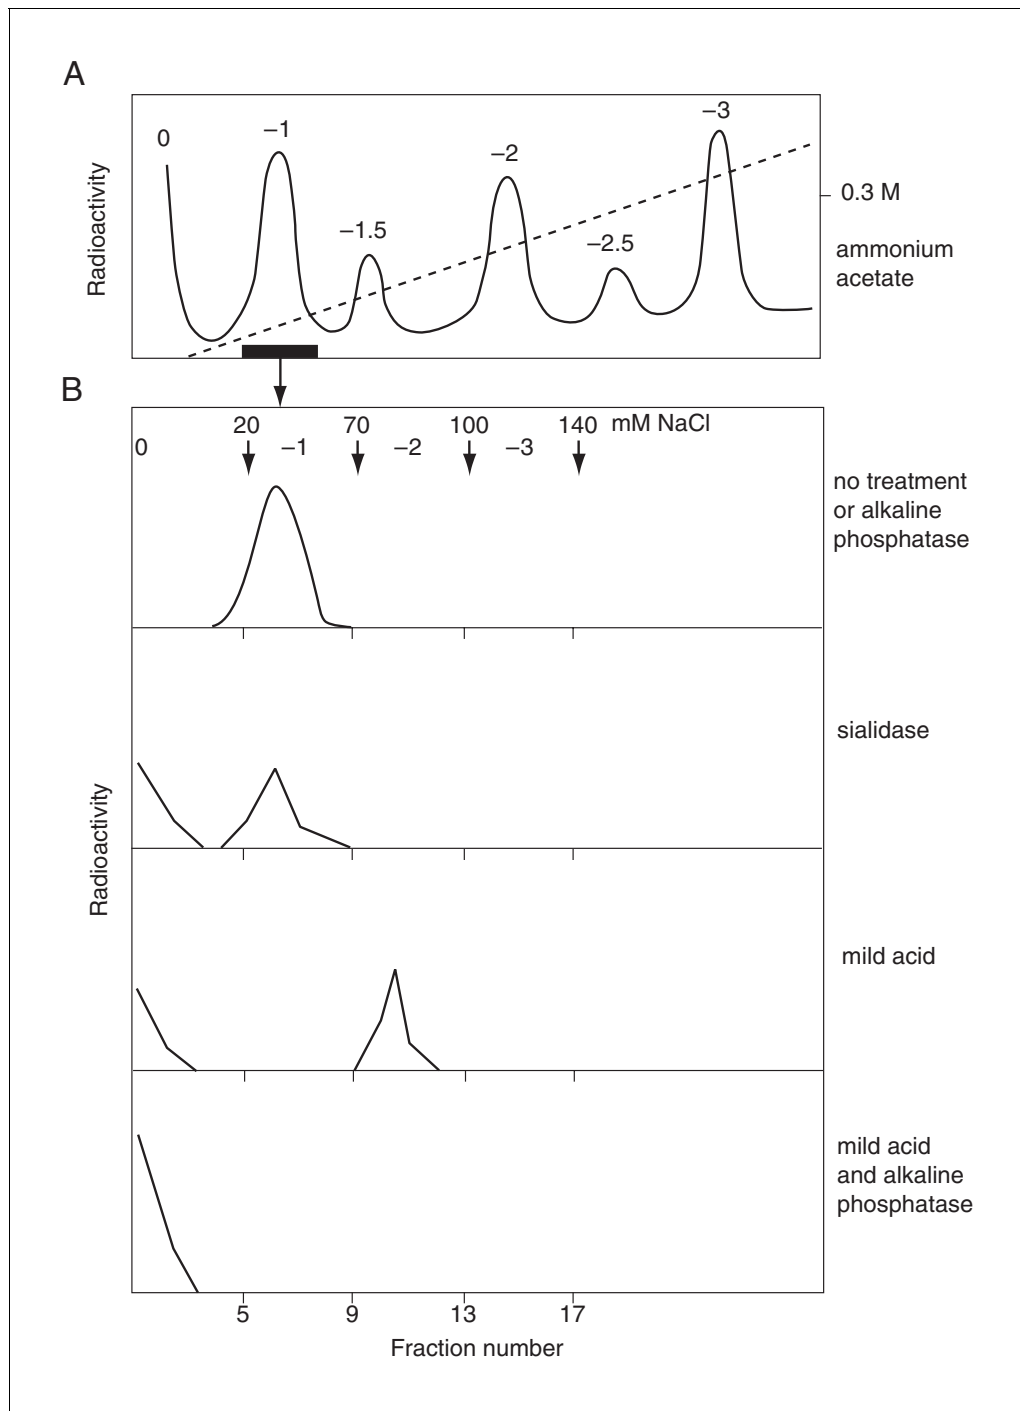 A
Radioactivity
0
–1
–1.5
–2
–2.5
–3
0.3 M
ammonium
acetate
B
20
70
100
140
mM NaCl
0
–1
–2
–3
no treatment
or alkaline
phosphatase
sialidase
Radioactivity
mild acid
mild acid
and alkaline
phosphatase
5
9
13
17
Fraction number